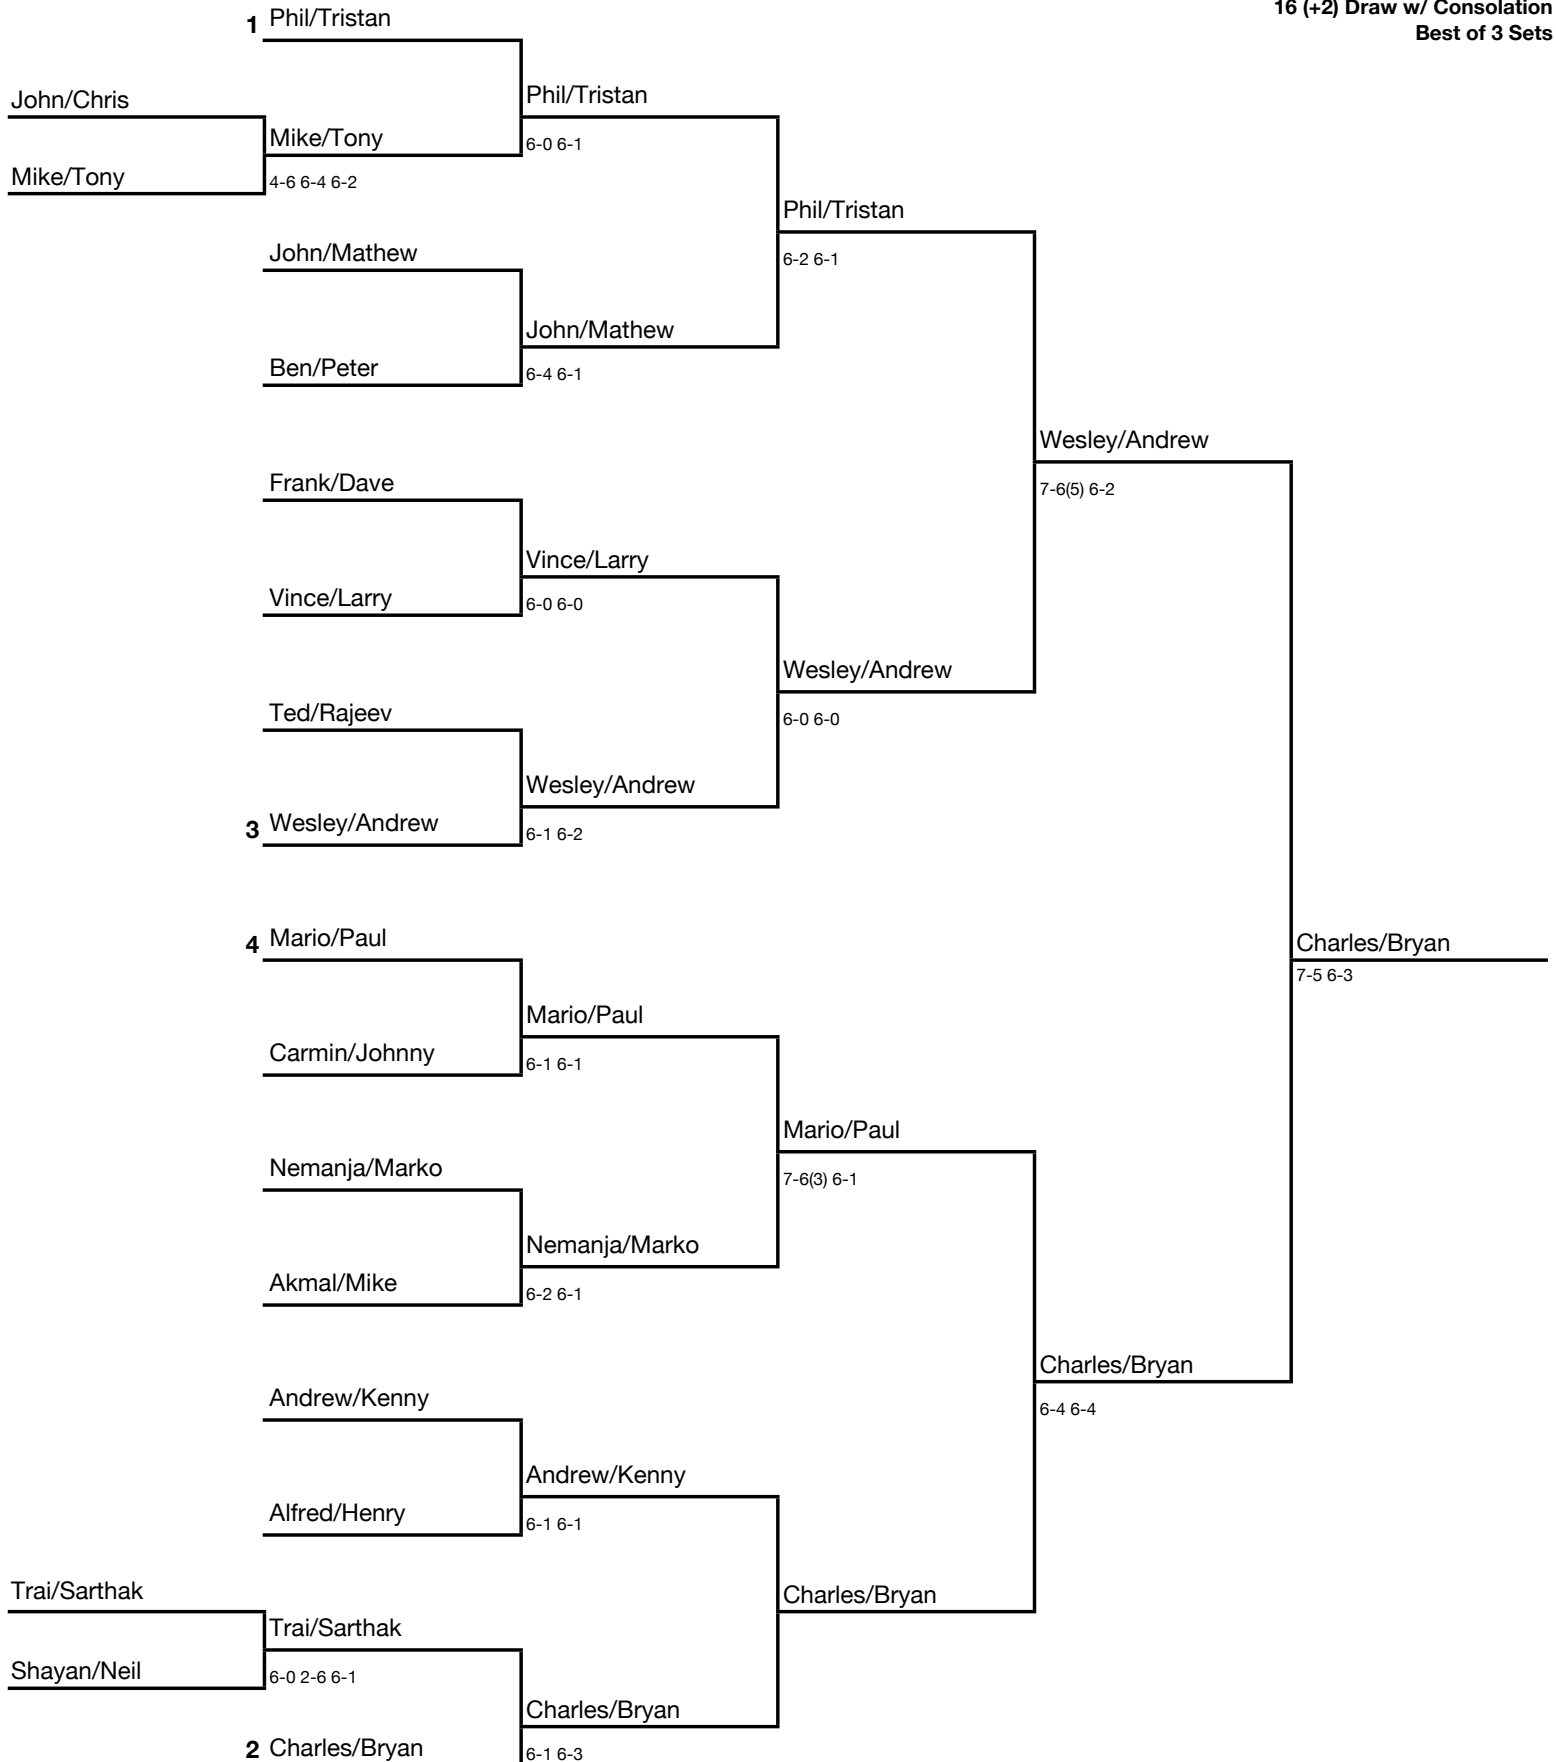 16 (+2) Draw w/ Consolation
Best of 3 Sets
1 Phil/Tristan
John/Chris
Phil/Tristan
Mike/Tony
6-0 6-1
Mike/Tony
4-6 6-4 6-2
Phil/Tristan
John/Mathew
6-2 6-1
John/Mathew
Ben/Peter
6-4 6-1
Wesley/Andrew
Frank/Dave
7-6(5) 6-2
Vince/Larry
Vince/Larry
6-0 6-0
Wesley/Andrew
Ted/Rajeev
6-0 6-0
Wesley/Andrew
3 Wesley/Andrew
6-1 6-2
4 Mario/Paul
Charles/Bryan
7-5 6-3
Mario/Paul
Carmin/Johnny
6-1 6-1
Mario/Paul
Nemanja/Marko
7-6(3) 6-1
Nemanja/Marko
Akmal/Mike
6-2 6-1
Charles/Bryan
Andrew/Kenny
6-4 6-4
Andrew/Kenny
Alfred/Henry
6-1 6-1
Trai/Sarthak
Charles/Bryan
Trai/Sarthak
Shayan/Neil
6-0 2-6 6-1
Charles/Bryan
2 Charles/Bryan
6-1 6-3